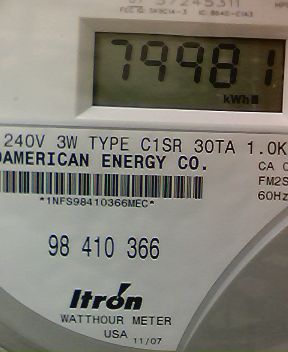 79981
kWh
240V 3W TYPE C1SR 30TA 1.0K
DAMERICAN ENERGY CO.
CA
*1NFS98410366MEC*
FM2S
60Hz
98 410 366
Itron
WATTHOUR METER
USA 11/07